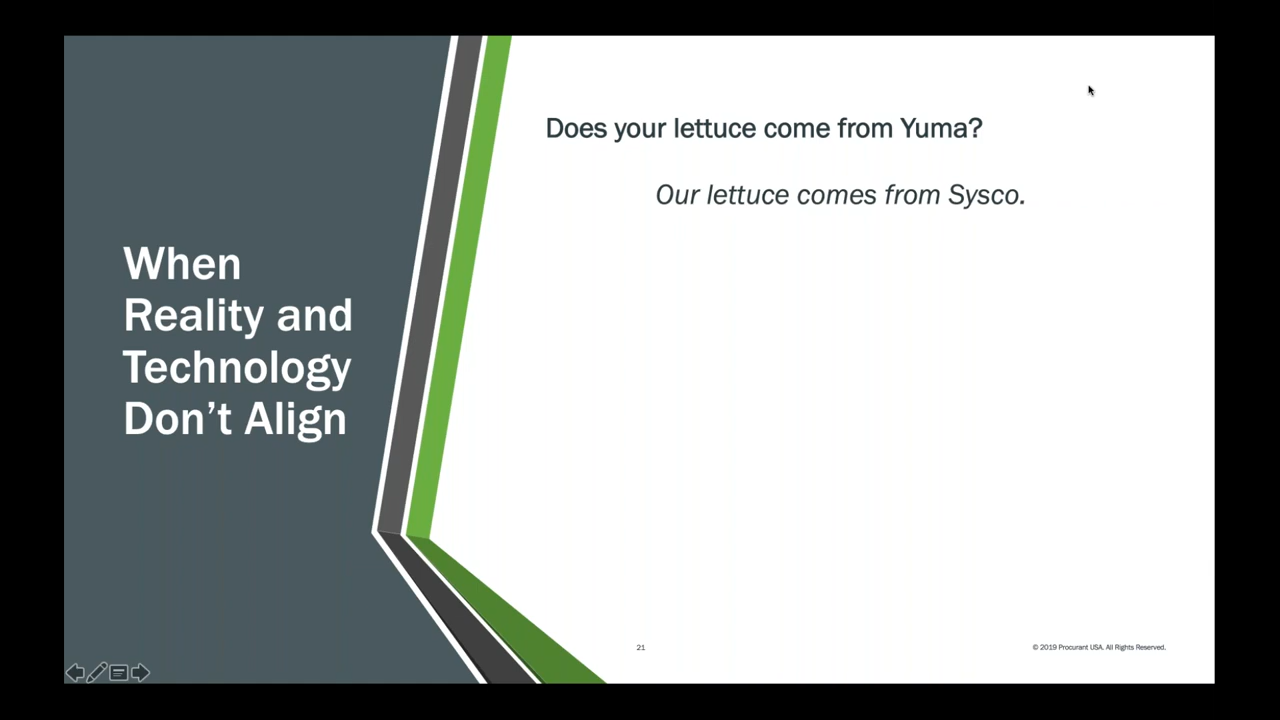 When
Reality and
Technology
Don’t Align
Does your lettuce come from Yuma?
Our lettuce comes from Sysco.
21
© 2019 Procurant USA. All Rights Reserved.